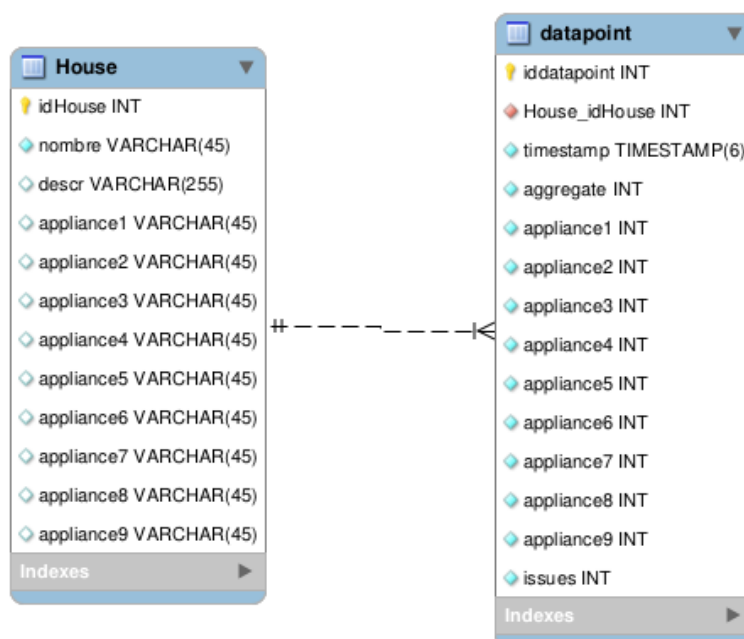 House
idHouse INT
nombre VARCHAR(45)
descr VARCHAR(255)
appliance1 VARCHAR(45)
appliance2 VARCHAR(45)
appliance3 VARCHAR(45)
appliance4 VARCHAR(45)
appliance5 VARCHAR(45)
appliance6 VARCHAR(45)
appliance7 VARCHAR(45)
appliance8 VARCHAR(45)
appliance9 VARCHAR(45)
Indexes
datapoint
iddatapoint INT
House_idHouse INT
timestamp TIMESTAMP(6)
aggregate INT
appliance1 INT
appliance2 INT
appliance3 INT
appliance4 INT
appliance5 INT
appliance6 INT
appliance7 INT
appliance8 INT
appliance9 INT
issues INT
Indexes